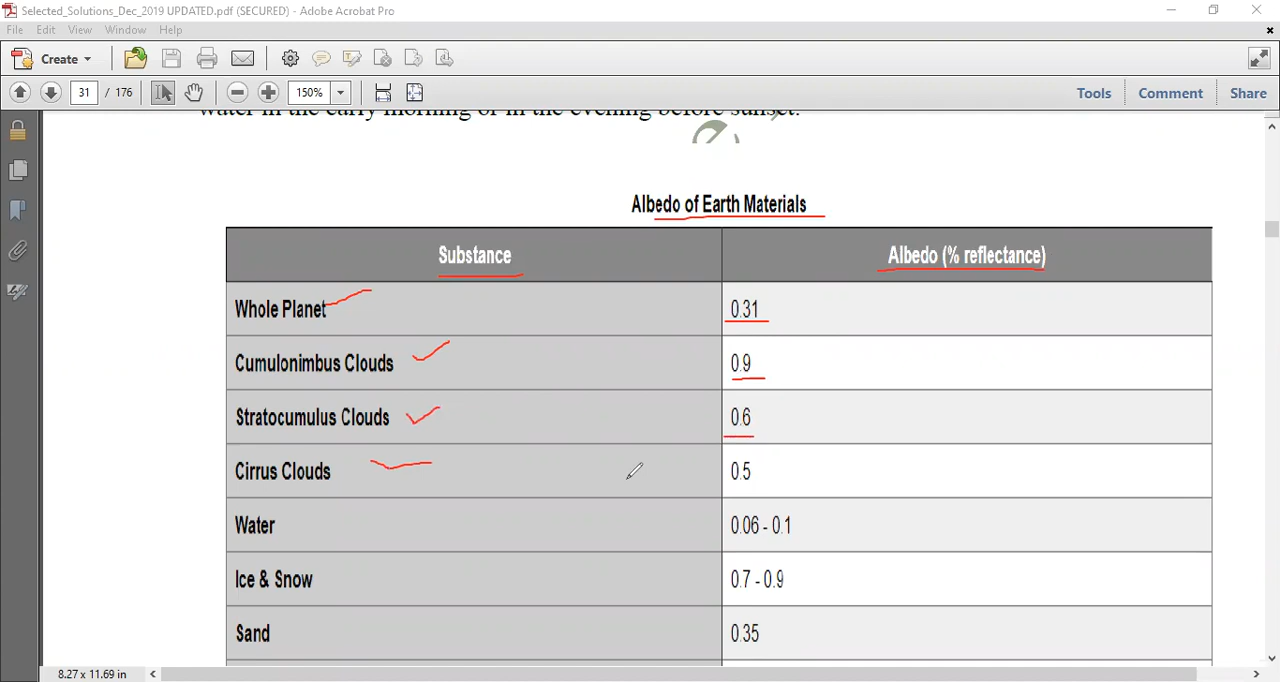 Selected_Solutions_Dec_2019 UPDATED.pdf (SECURED) - Adobe Acrobat Pro
File Edit View Window Help
Create
31 / 176 150% Tools Comment Share
water in the early morning or in the evening before sunset.
Albedo of Earth Materials
Substance Albedo (% reflectance)
Whole Planet 0.31
Cumulonimbus Clouds 0.9
Stratocumulus Clouds 0.6
Cirrus Clouds 0.5
Water 0.06 - 0.1
Ice & Snow 0.7 - 0.9
Sand 0.35
8.27 x 11.69 in